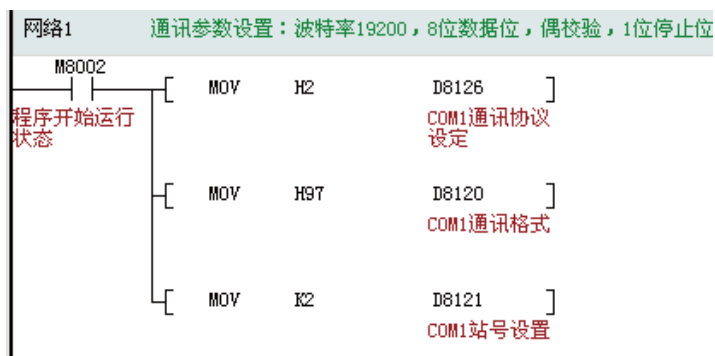 网络1 通讯参数设置：波特率19200，8位数据位，偶校验，1位停止位
M8002
MOV H2 D8126
程序开始运行
状态
COM1通讯协议
设定
MOV H97 D8120
COM1通讯格式
MOV K2 D8121
COM1站号设置